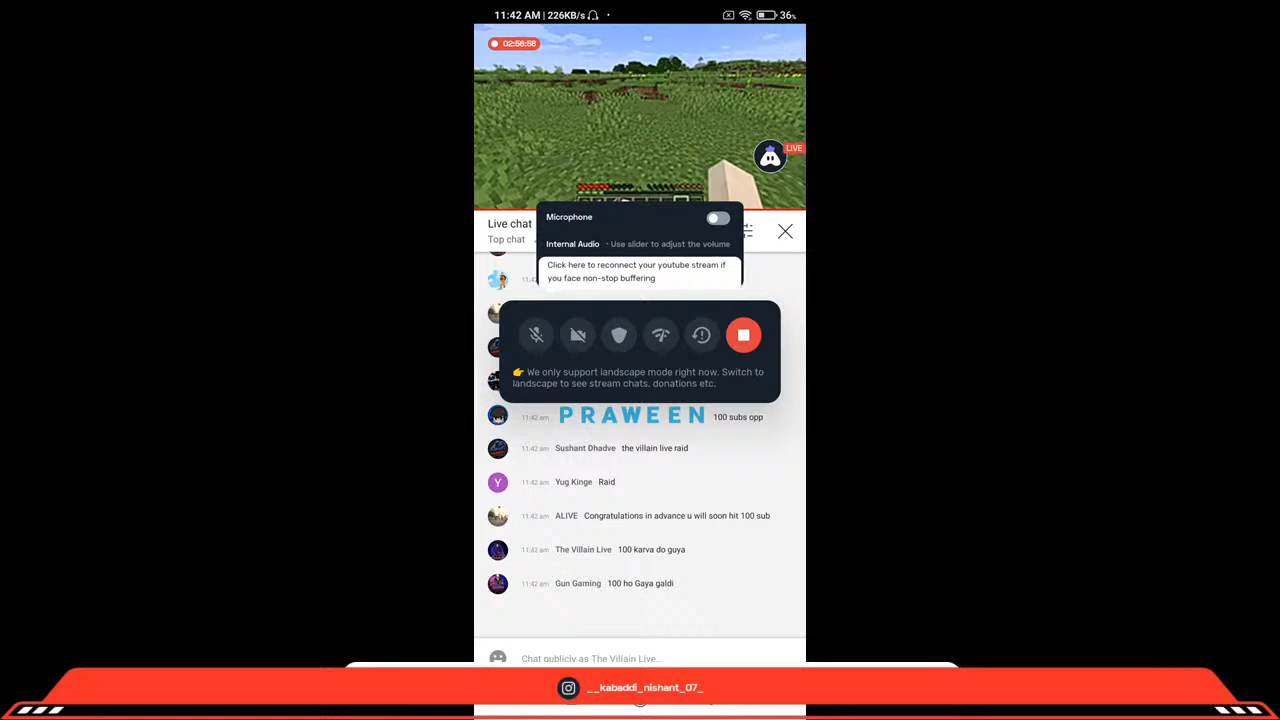 11:42 AM | 226KB/s
36%
02:56:58
LIVE
Microphone
Live chat
Top chat
Internal Audio • Use slider to adjust the volume
Click here to reconnect your youtube stream if
you face non-stop buffering
👉 We only support landscape mode right now. Switch to
landscape to see stream chats, donations etc.
11:42 am PRAWEEN 100 subs opp
11:42 am Sushant Dhadve the villain live raid
Y 11:42 am Yug Kinge Raid
11:42 am ALIVE Congratulations in advance u will soon hit 100 sub
11:42 am The Villain Live 100 karva do guya
11:42 am Gun Gaming 100 ho Gaya galdi
Chat publicly as The Villain Live...
__kabaddi_nishant_07_